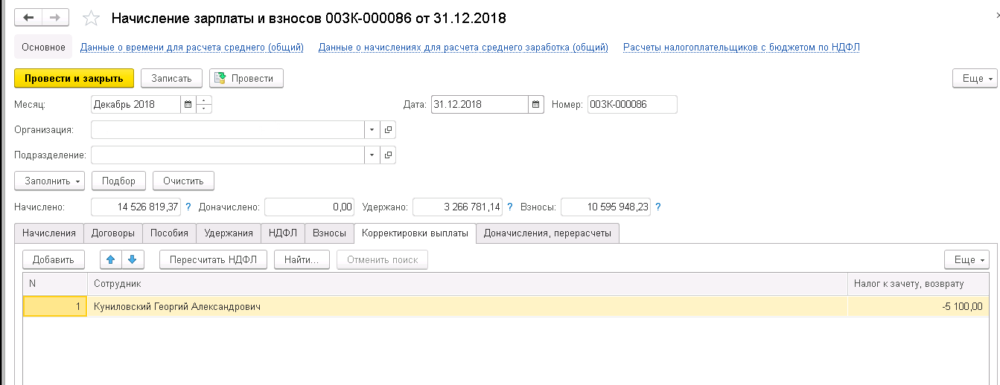 Начисление зарплаты и взносов 00ЗК-000086 от 31.12.2018
Основное Данные о времени для расчета среднего (общий) Данные о начислениях для расчета среднего заработка (общий) Расчеты налогоплательщиков с бюджетом по НДФЛ
Провести и закрыть Записать Провести Еще
Месяц: Декабрь 2018 Дата: 31.12.2018 Номер: 00ЗК-000086
Организация:
Подразделение:
Заполнить Подбор Очистить
Начислено: 14 526 819,37 ? Доначислено: 0,00 Удержано: 3 266 781,14 ? Взносы: 10 595 948,23 ?
Начисления Договоры Пособия Удержания НДФЛ Взносы Корректировки выплаты Доначисления, перерасчеты
Добавить Пересчитать НДФЛ Найти... Отменить поиск Еще
N Сотрудник Налог к зачету, возврату
1 Куниловский Георгий Александрович -5 100,00